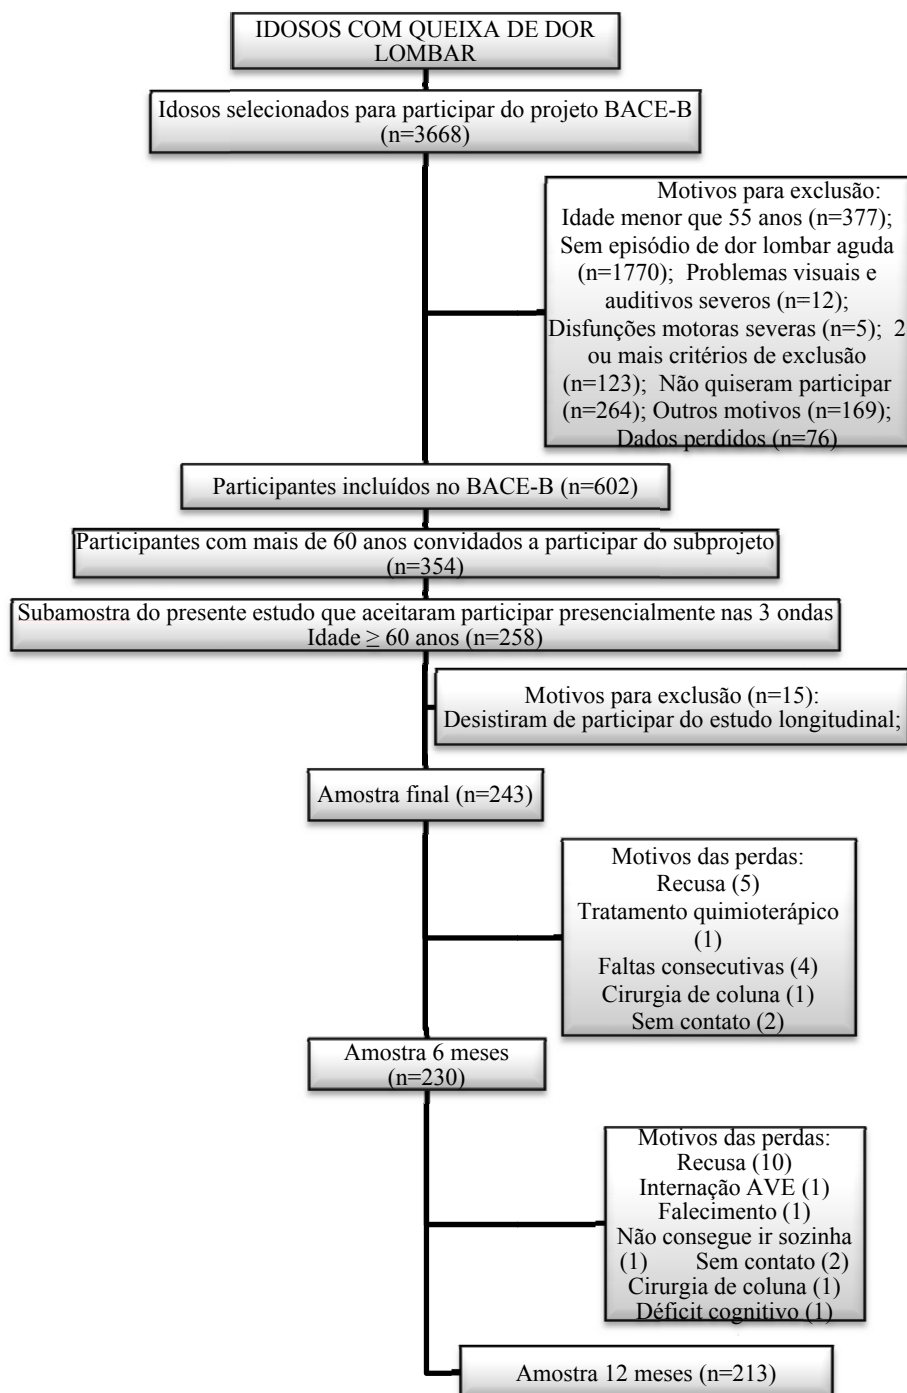 IDOSOS COM QUEIXA DE DOR
LOMBAR
Idosos selecionados para participar do projeto BACE-B
(n=3668)
Motivos para exclusão:
Idade menor que 55 anos (n=377);
Sem episódio de dor lombar aguda
(n=1770); Problemas visuais e
auditivos severos (n=12);
Disfunções motoras severas (n=5); 2
ou mais critérios de exclusão
(n=123); Não quiseram participar
(n=264); Outros motivos (n=169);
Dados perdidos (n=76)
Participantes incluídos no BACE-B (n=602)
Participantes com mais de 60 anos convidados a participar do subprojeto
(n=354)
Subamostra do presente estudo que aceitaram participar presencialmente nas 3 ondas
Idade ≥ 60 anos (n=258)
Motivos para exclusão (n=15):
Desistiram de participar do estudo longitudinal;
Amostra final (n=243)
Motivos das perdas:
Recusa (5)
Tratamento quimioterápico
(1)
Faltas consecutivas (4)
Cirurgia de coluna (1)
Sem contato (2)
Amostra 6 meses
(n=230)
Motivos das perdas:
Recusa (10)
Internação AVE (1)
Falecimento (1)
Não consegue ir sozinha
(1) Sem contato (2)
Cirurgia de coluna (1)
Déficit cognitivo (1)
Amostra 12 meses (n=213)